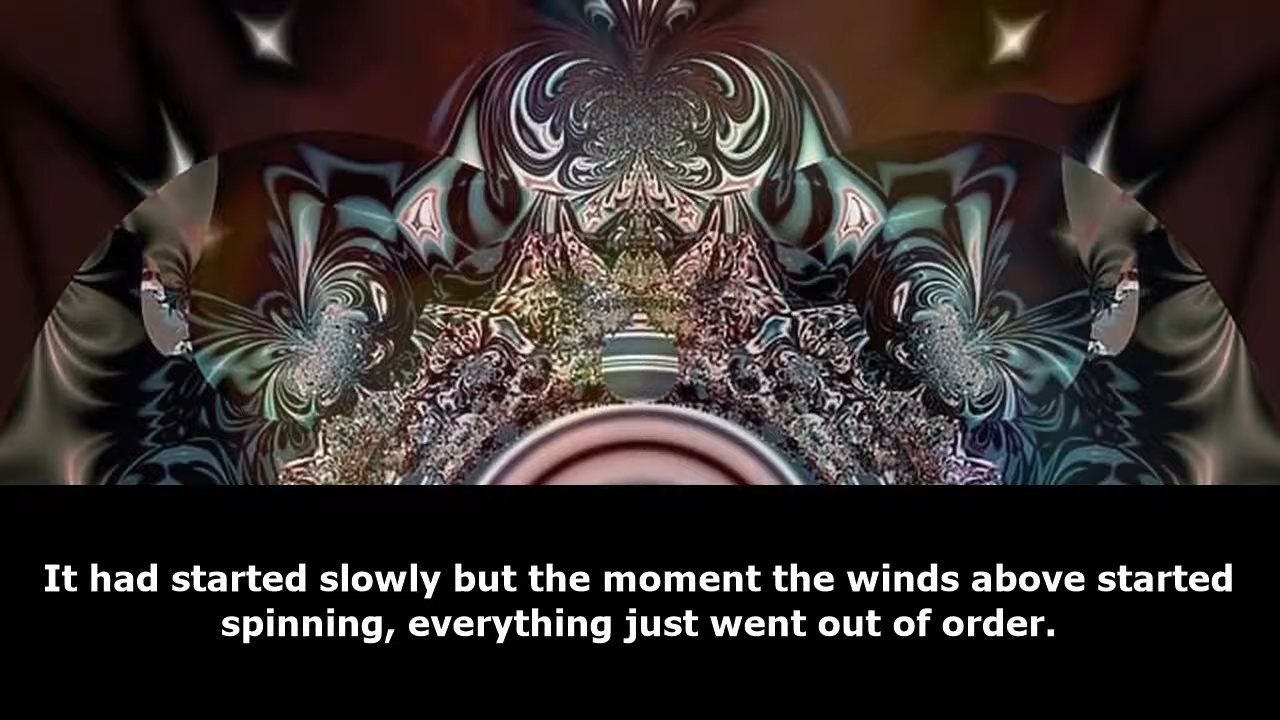 It had started slowly but the moment the winds above started
spinning, everything just went out of order.